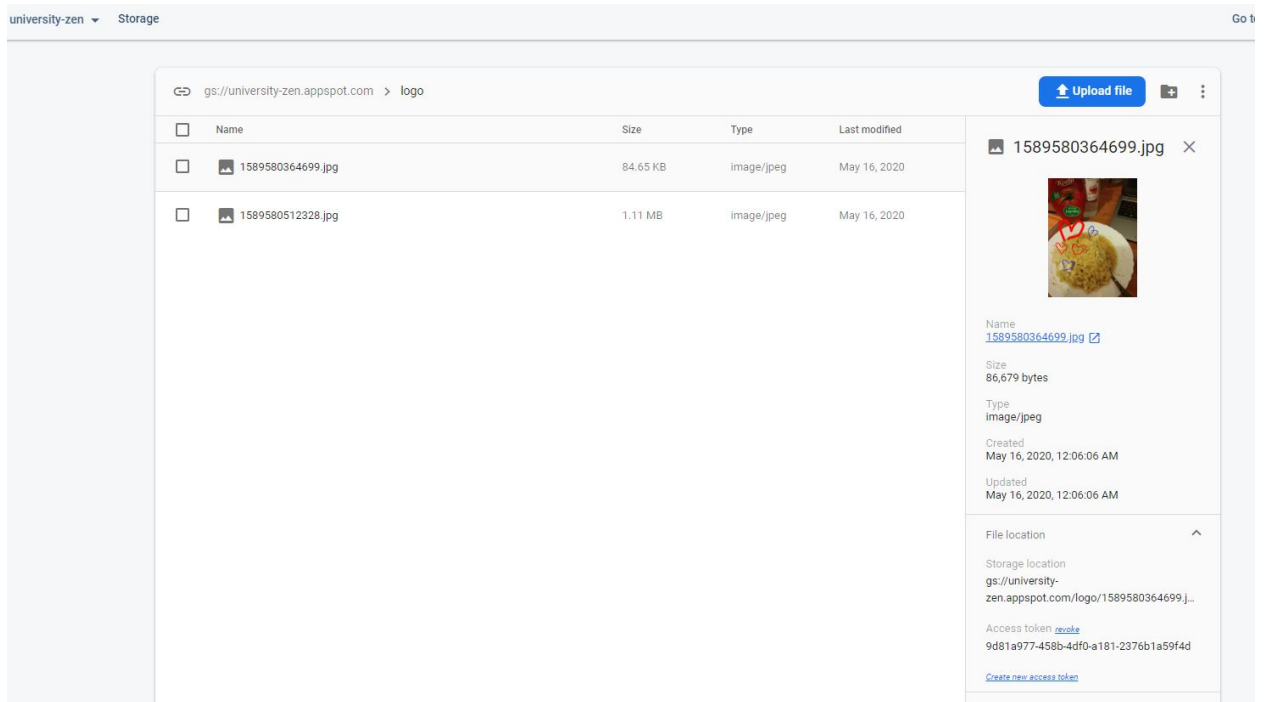 university-zen Storage Go to
gs://university-zen.appspot.com > logo Upload file
Name Size Type Last modified
1589580364699.jpg 84.65 KB image/jpeg May 16, 2020
1589580512328.jpg 1.11 MB image/jpeg May 16, 2020
1589580364699.jpg
Name
1589580364699.jpg
Size
86,679 bytes
Type
image/jpeg
Created
May 16, 2020, 12:06:06 AM
Updated
May 16, 2020, 12:06:06 AM
File location
Storage location
gs://university-
zen.appspot.com/logo/1589580364699.j...
Access token revoke
9d81a977-458b-4df0-a181-2376b1a59f4d
Create new access token